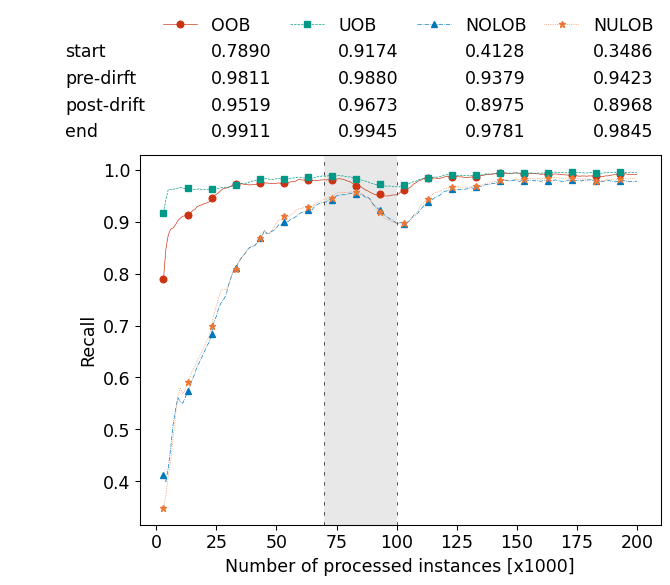 OOB UOB NOLOB NULOB
start 0.7890 0.9174 0.4128 0.3486
pre-dirft 0.9811 0.9880 0.9379 0.9423
post-drift 0.9519 0.9673 0.8975 0.8968
end 0.9911 0.9945 0.9781 0.9845
1.0
0.9
0.8
0.7
0.6
0.5
0.4
Recall
0 25 50 75 100 125 150 175 200
Number of processed instances [x1000]